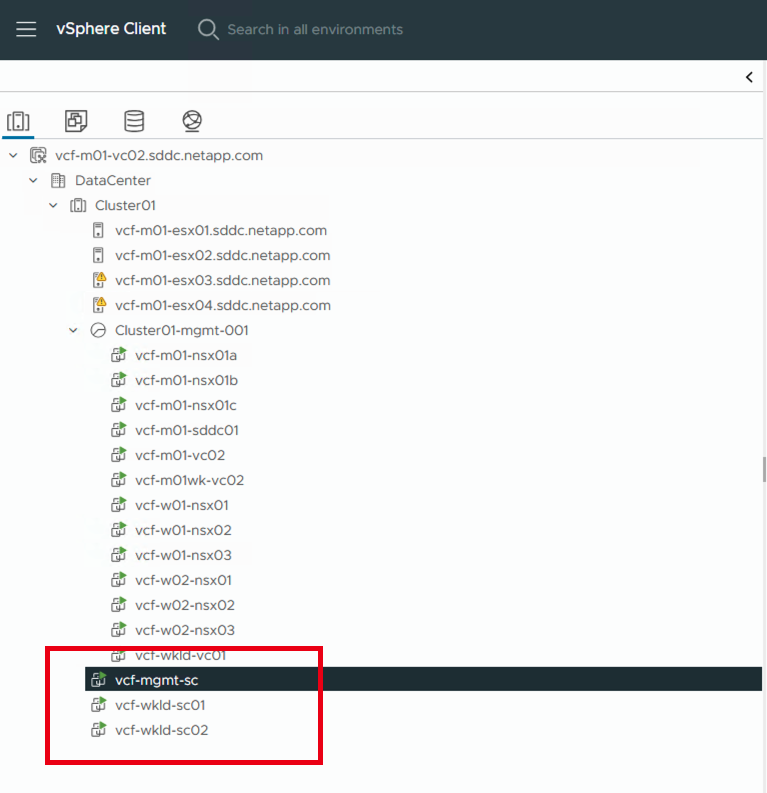 vSphere Client
Search in all environments
vcf-m01-vc02.sddc.netapp.com
DataCenter
Cluster01
vcf-m01-esx01.sddc.netapp.com
vcf-m01-esx02.sddc.netapp.com
vcf-m01-esx03.sddc.netapp.com
vcf-m01-esx04.sddc.netapp.com
Cluster01-mgmt-001
vcf-m01-nsx01a
vcf-m01-nsx01b
vcf-m01-nsx01c
vcf-m01-sddc01
vcf-m01-vc02
vcf-m01wk-vc02
vcf-w01-nsx01
vcf-w01-nsx02
vcf-w01-nsx03
vcf-w02-nsx01
vcf-w02-nsx02
vcf-w02-nsx03
vcf-wkld-vc01
vcf-mgmt-sc
vcf-wkld-sc01
vcf-wkld-sc02